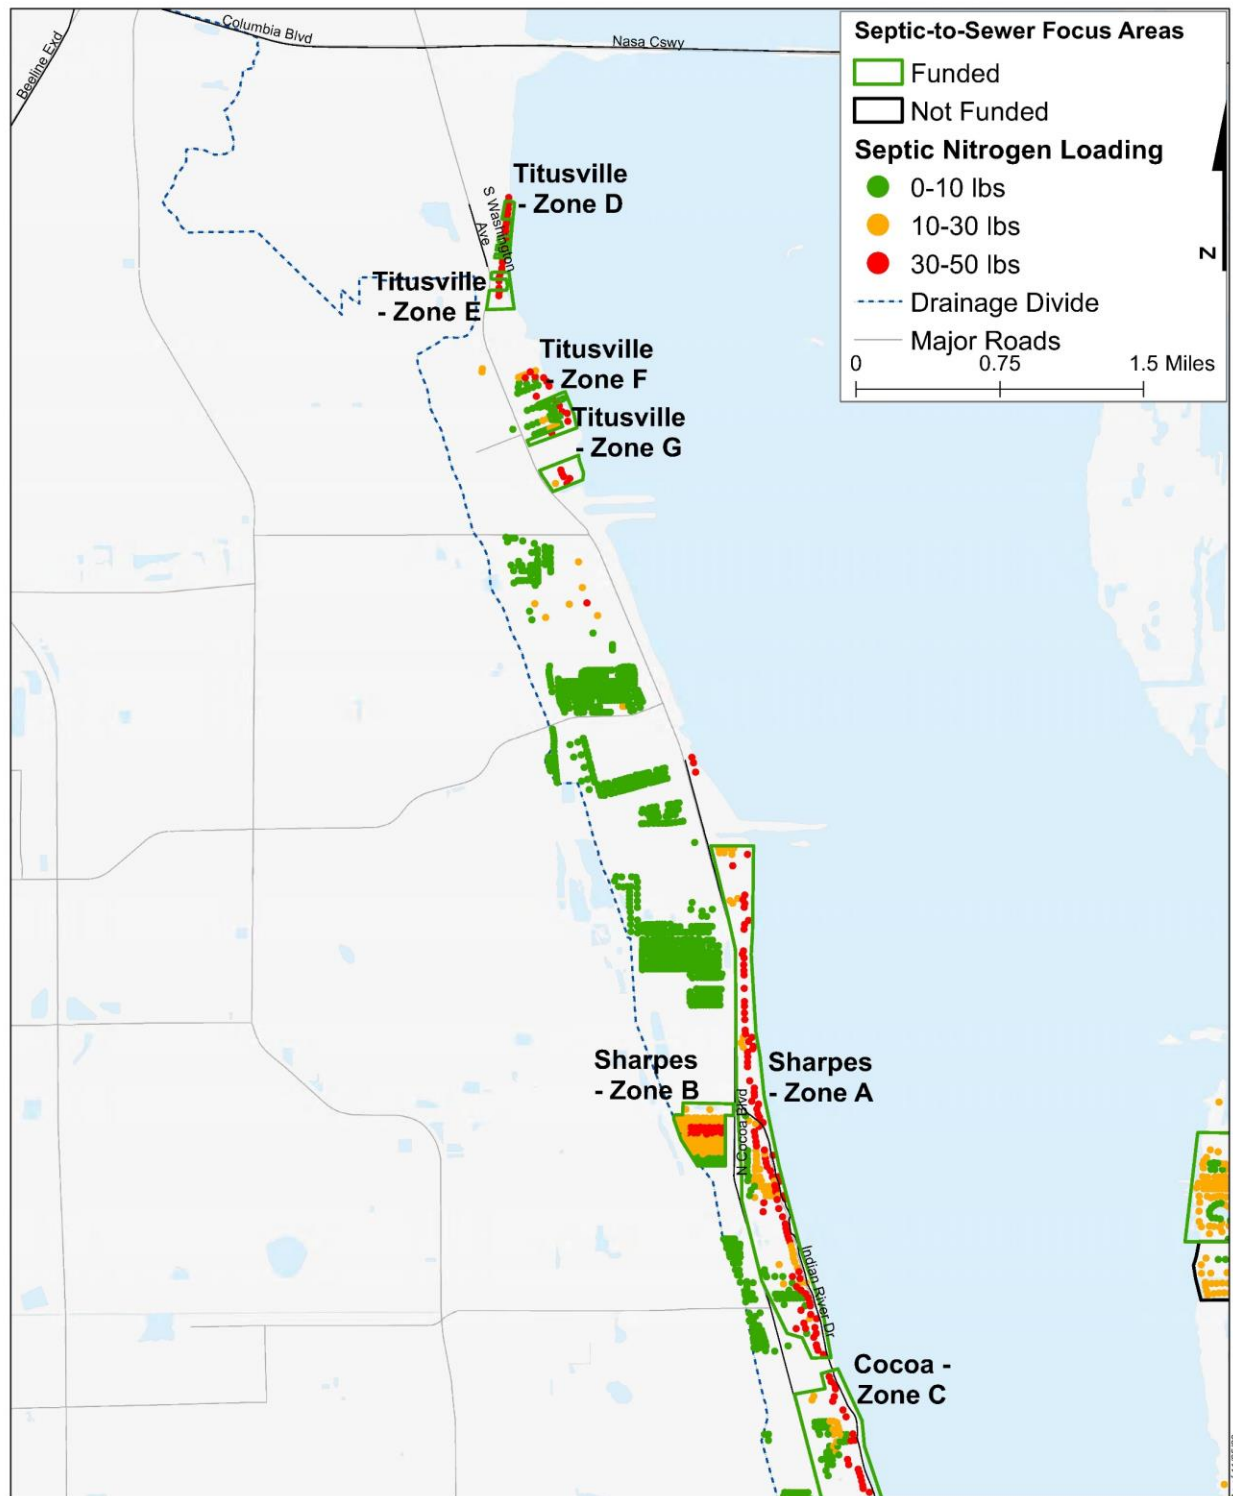 Columbia Blvd
Nasa Cswy
Beeline Exd
Septic-to-Sewer Focus Areas
Funded
Not Funded
Septic Nitrogen Loading
0-10 lbs
10-30 lbs
30-50 lbs
Drainage Divide
Major Roads
0 0.75 1.5 Miles
N
Titusville
- Zone D
S Washington
Ave
Titusville
- Zone E
Titusville
- Zone F
Titusville
- Zone G
Sharpes
- Zone B
Sharpes
- Zone A
N Cocoa Blvd
Indian River Dr
Cocoa -
Zone C